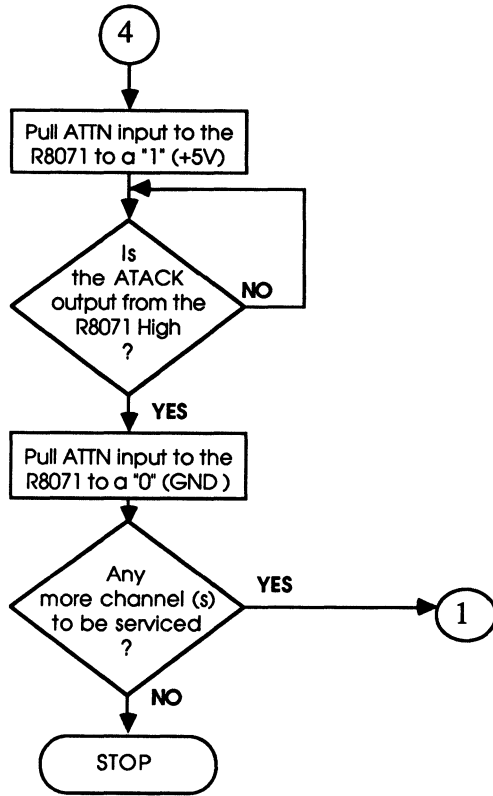 4
Pull ATTN input to the
R8071 to a "1" (+5V)
Is
the ATACK
output from the
R8071 High
?
NO
YES
Pull ATTN input to the
R8071 to a "0" (GND )
Any
more channel (s)
to be serviced
?
YES
1
NO
STOP